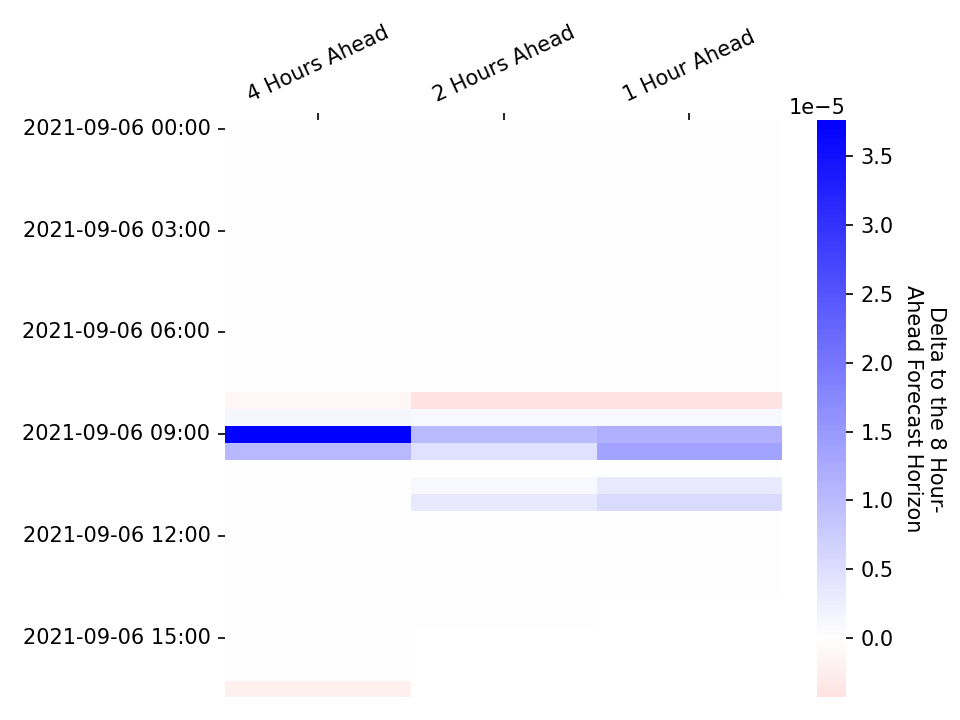 4 Hours Ahead
2 Hours Ahead
1 Hour Ahead
1e−5
2021-09-06 00:00
2021-09-06 03:00
2021-09-06 06:00
2021-09-06 09:00
2021-09-06 12:00
2021-09-06 15:00
3.5
3.0
2.5
2.0
1.5
1.0
0.5
0.0
Delta to the 8 Hour-
Ahead Forecast Horizon